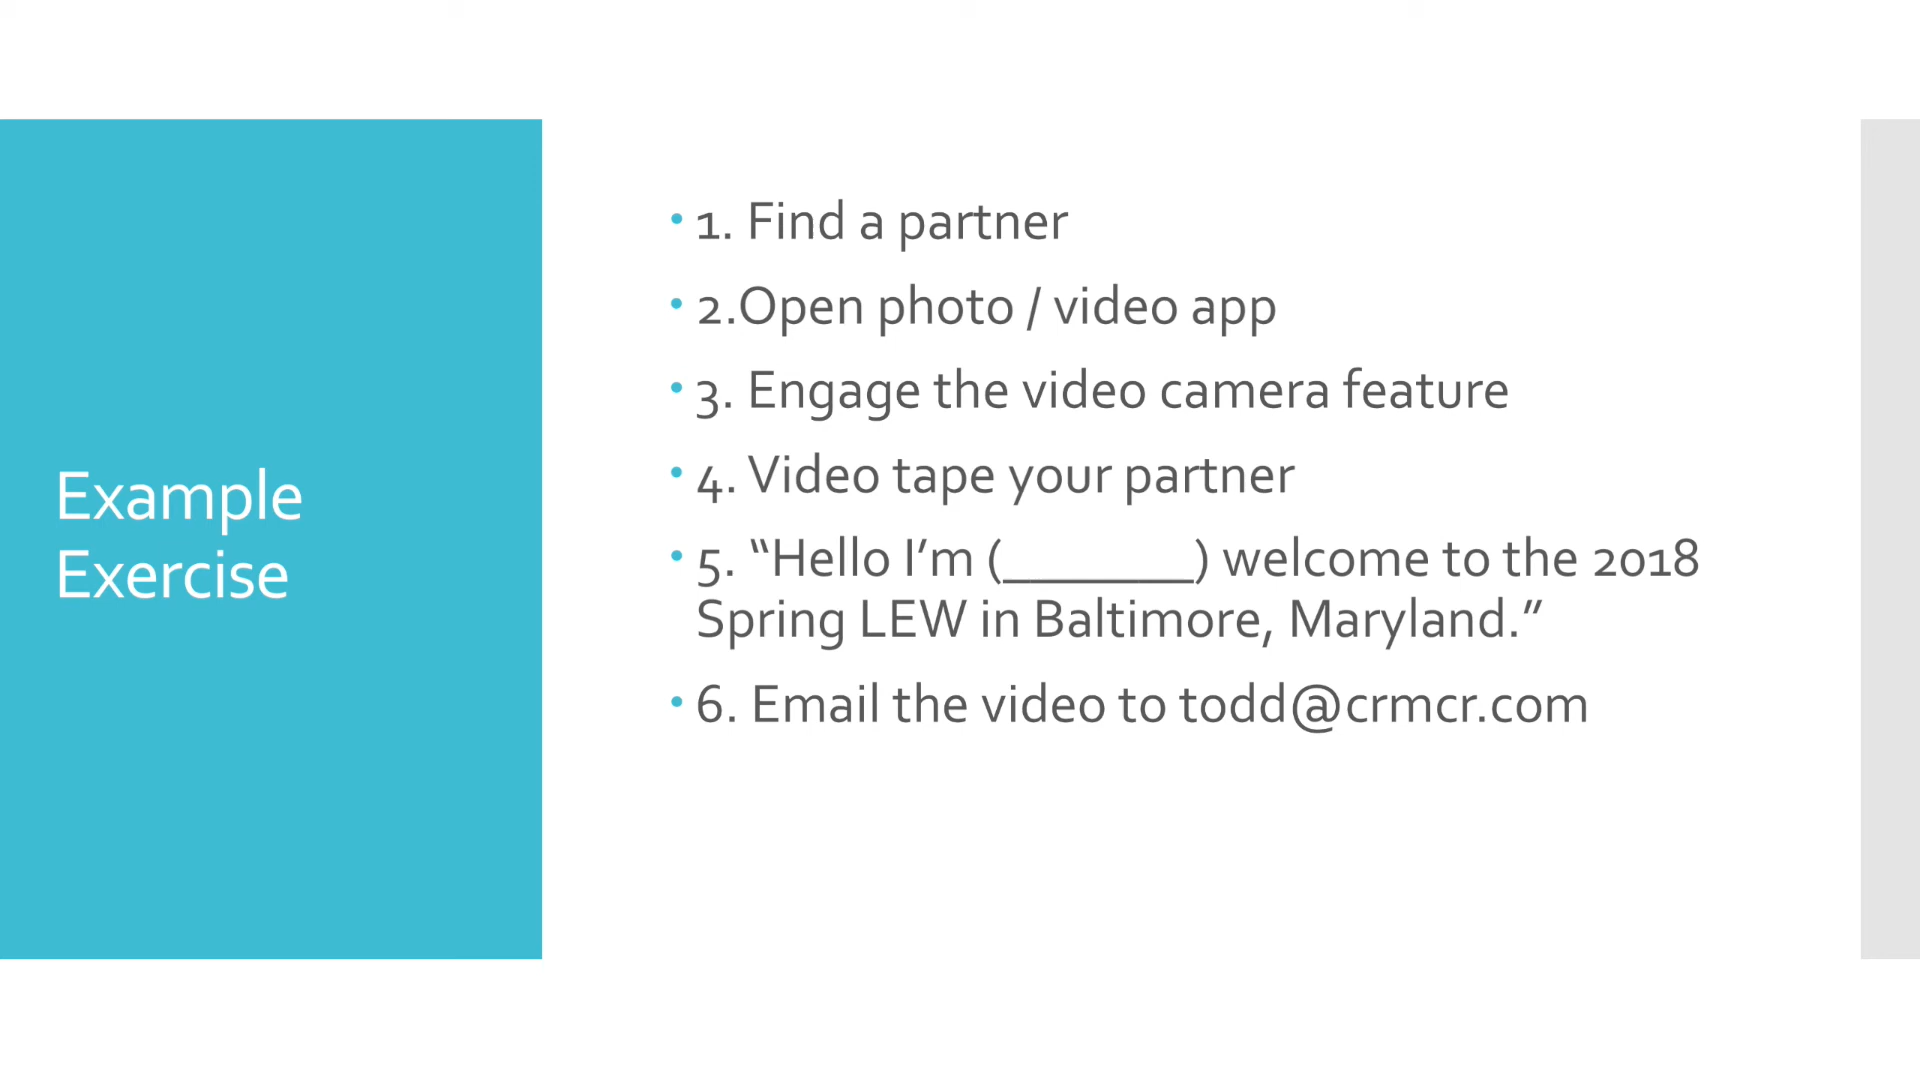 Example
Exercise
• 1. Find a partner
• 2.Open photo / video app
• 3. Engage the video camera feature
• 4. Video tape your partner
• 5. “Hello I’m (_______) welcome to the 2018
Spring LEW in Baltimore, Maryland.”
• 6. Email the video to todd@crmcr.com